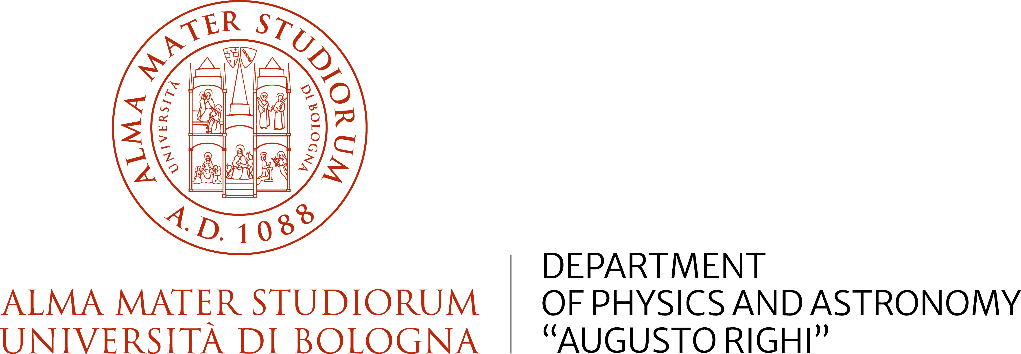 ALMA MATER STUDIORUM
UNIVERSITÀ DI BOLOGNA
A.D. 1088
ALMA MATER STUDIORUM
UNIVERSITÀ DI BOLOGNA
DEPARTMENT
OF PHYSICS AND ASTRONOMY
“AUGUSTO RIGHI”